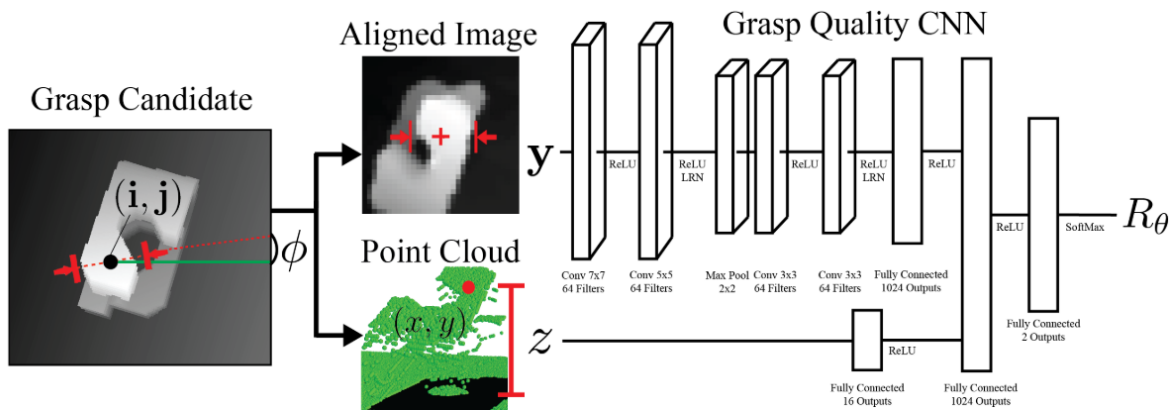 Grasp Candidate
(i, j)
ϕ
Aligned Image
Point Cloud
(x, y)
Grasp Quality CNN
y
ReLU
ReLU
LRN
ReLU
ReLU
LRN
ReLU
Conv 7x7
64 Filters
Conv 5x5
64 Filters
Max Pool
2x2
Conv 3x3
64 Filters
Conv 3x3
64 Filters
Fully Connected
1024 Outputs
z
ReLU
Fully Connected
16 Outputs
Fully Connected
1024 Outputs
ReLU
Fully Connected
2 Outputs
SoftMax
Rθ